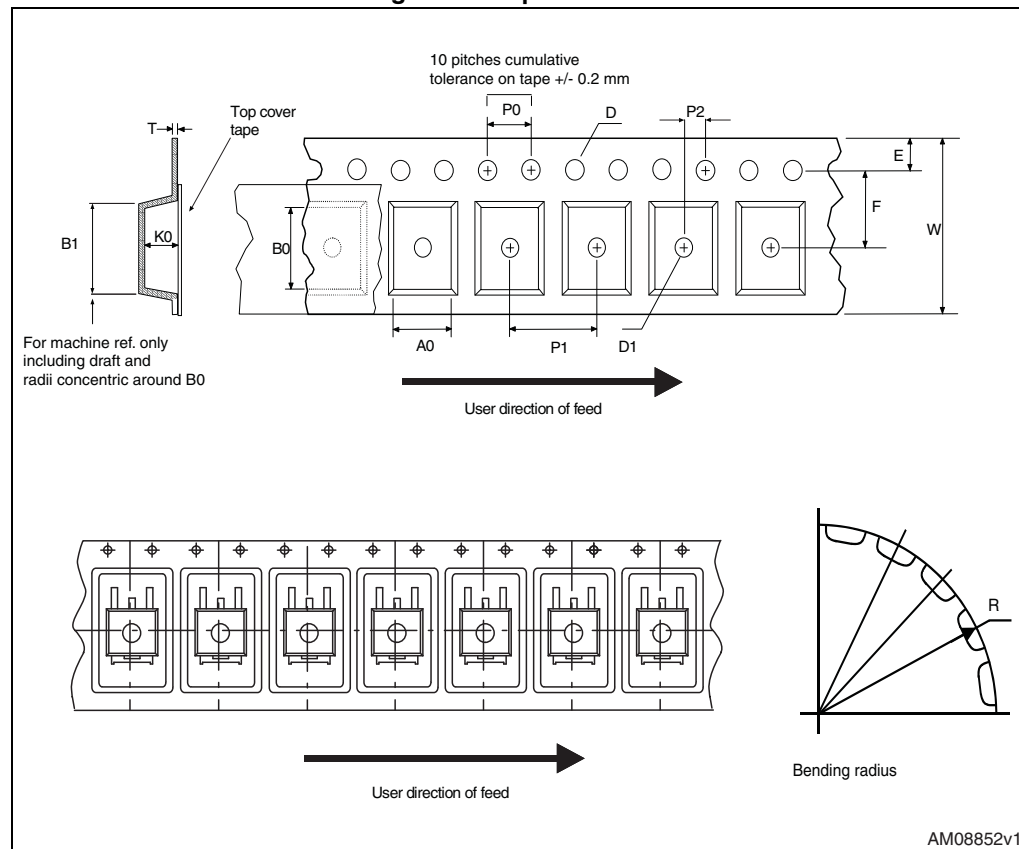 10 pitches cumulative
tolerance on tape +/- 0.2 mm
Top cover
tape
T
P0
D
P2
E
F
W
B1
K0
B0
For machine ref. only
including draft and
radii concentric around B0
A0
P1
D1
User direction of feed
R
Bending radius
User direction of feed
AM08852v1